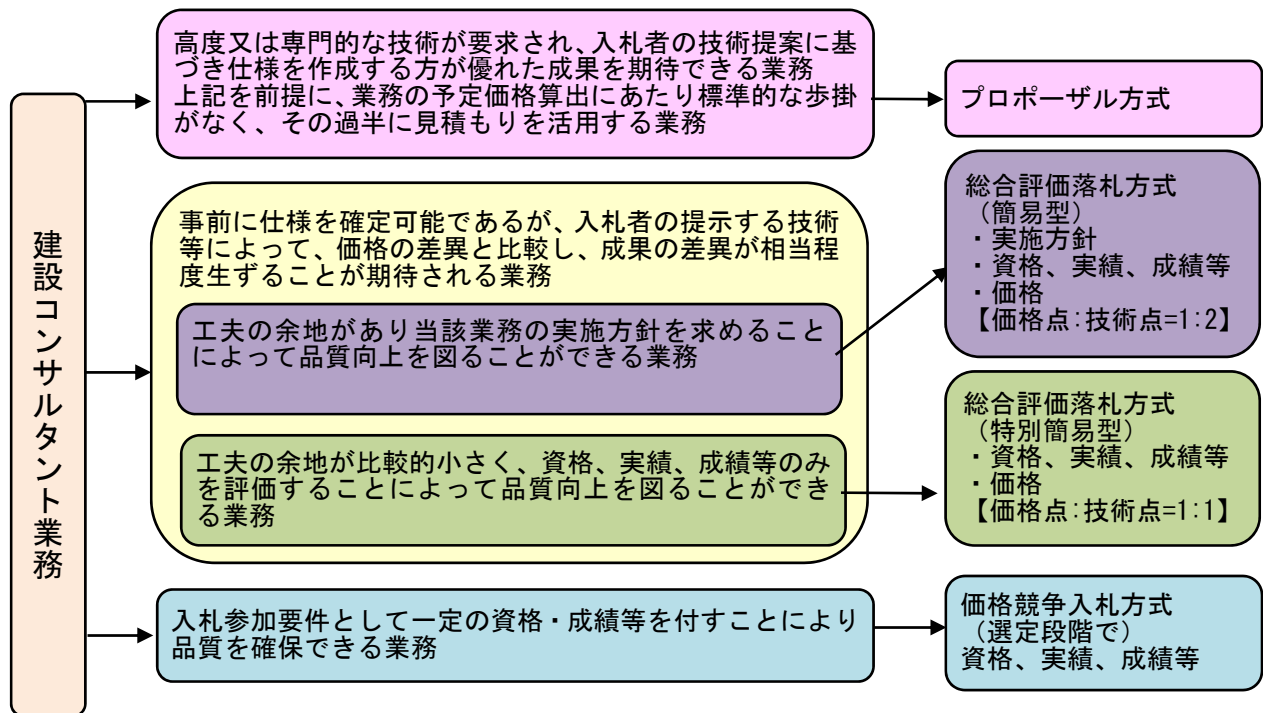 建設コンサルタント業務
高度又は専門的な技術が要求され、入札者の技術提案に基
づき仕様を作成する方が優れた成果を期待できる業務
上記を前提に、業務の予定価格算出にあたり標準的な歩掛
がなく、その過半に見積もりを活用する業務
プロポーザル方式
事前に仕様を確定可能であるが、入札者の提示する技術
等によって、価格の差異と比較し、成果の差異が相当程
度生ずることが期待される業務
工夫の余地があり当該業務の実施方針を求めること
によって品質向上を図ることができる業務
総合評価落札方式
（簡易型）
・実施方針
・資格、実績、成績等
・価格
【価格点:技術点=1:2】
工夫の余地が比較的小さく、資格、実績、成績等のみ
を評価することによって品質向上を図ることができ
る業務
総合評価落札方式
（特別簡易型）
・資格、実績、成績等
・価格
【価格点:技術点=1:1】
入札参加要件として一定の資格・成績等を付すことにより
品質を確保できる業務
価格競争入札方式
（選定段階で）
資格、実績、成績等